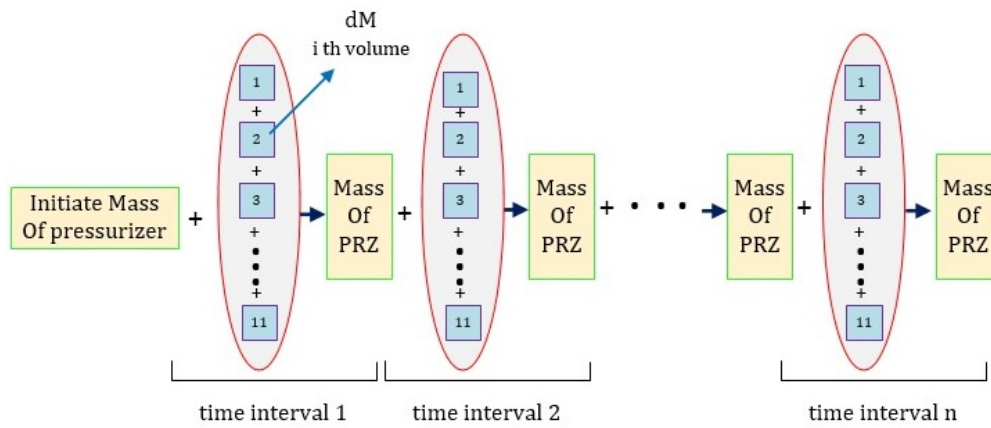 dM
i th volume
Initiate Mass
Of pressurizer
+
1
+
2
+
3
+
+
11
Mass
Of
PRZ
+
1
+
2
+
3
+
+
11
Mass
Of
PRZ
+
Mass
Of
PRZ
+
1
+
2
+
3
+
+
11
Mass
Of
PRZ
time interval 1
time interval 2
time interval n